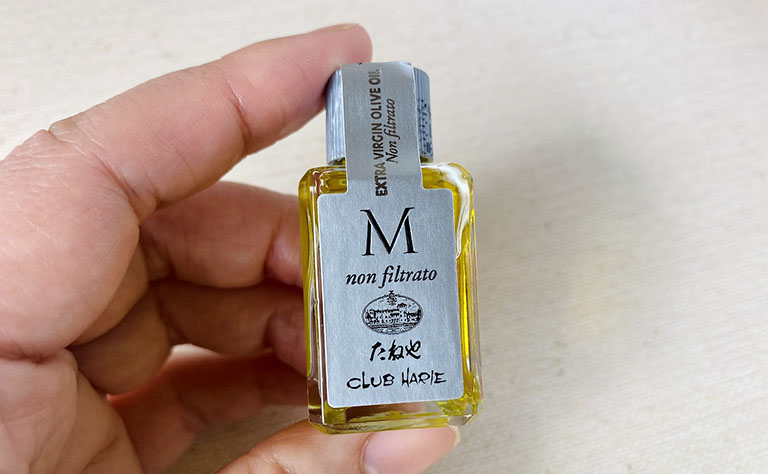 EXTRA VIRGIN OLIVE OIL
Non filtrato
M
non filtrato
たねや
CLUB HARIE